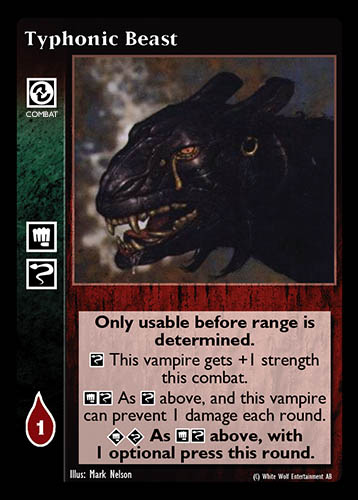 Typhonic Beast
COMBAT
Only usable before range is
determined.
This vampire gets +1 strength
this combat.
As above, and this vampire
can prevent 1 damage each round.
As above, with
1 optional press this round.
1
Illus: Mark Nelson
(C) White Wolf Entertainment AB